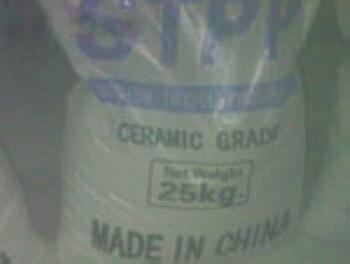 STPP
CERAMIC GRADE
Net Weight
25kg.
MADE IN CHINA